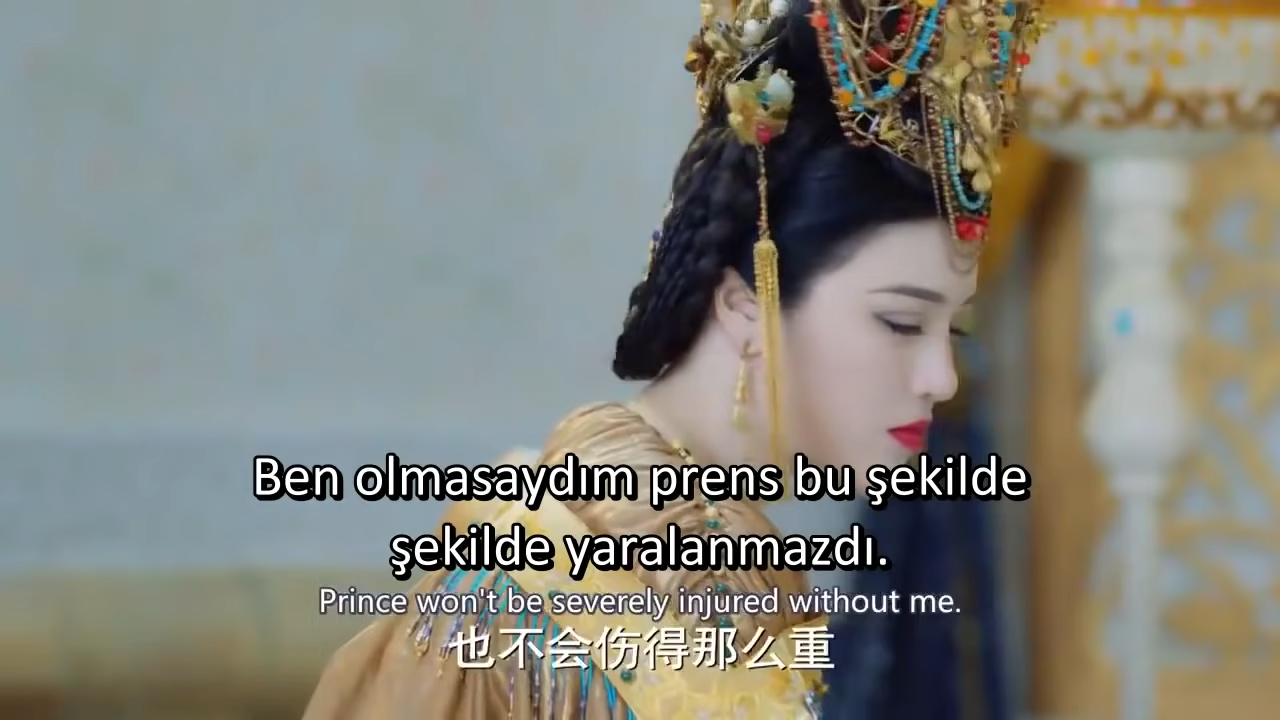 Ben olmasaydım prens bu şekilde
şekilde yaralanmazdı.
Prince won't be severely injured without me.
也不会伤得那么重